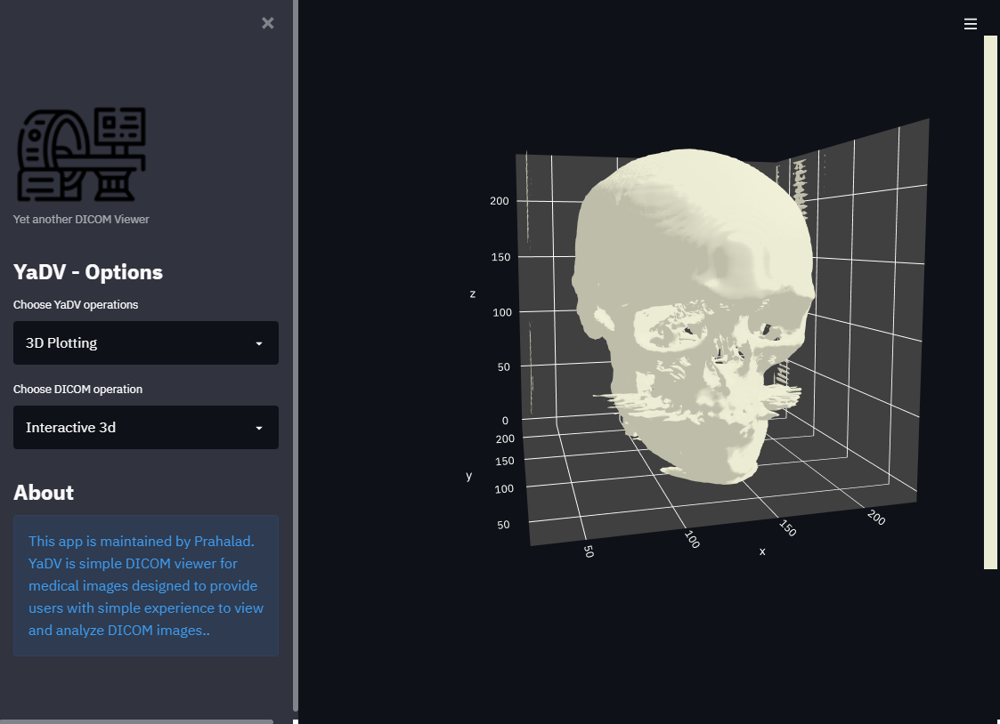 ×
Yet another DICOM Viewer
YaDV - Options
Choose YaDV operations
3D Plotting
Choose DICOM operation
Interactive 3d
About
This app is maintained by Prahalad.
YaDV is simple DICOM viewer for
medical images designed to provide
users with simple experience to view
and analyze DICOM images..
200
150
z
100
50
0
200
150
y
100
50
50
100
150
200
x